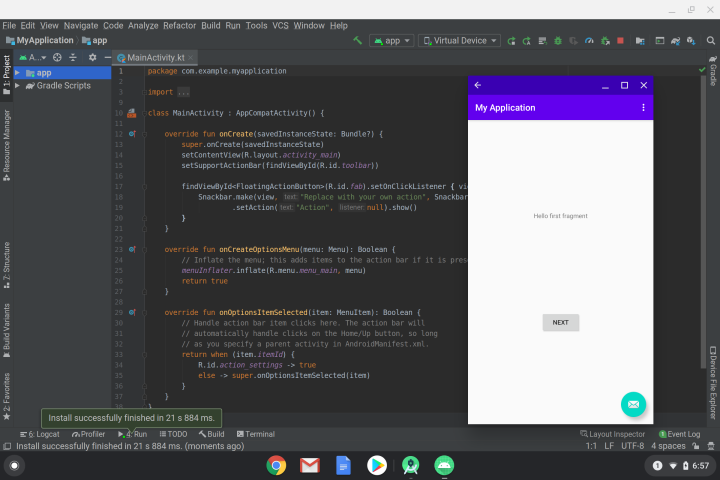 File Edit View Navigate Code Analyze Refactor Build Run Tools VCS Window Help
MyApplication app
app
Virtual Device
1: Project
A...
MainActivity.kt
app
Gradle Scripts
Resource Manager
7: Structure
Build Variants
2: Favorites
1 package com.example.myapplication
2
3 import ...
9
10 class MainActivity : AppCompatActivity() {
11
12 override fun onCreate(savedInstanceState: Bundle?) {
13 super.onCreate(savedInstanceState)
14 setContentView(R.layout.activity_main)
15 setSupportActionBar(findViewById(R.id.toolbar))
16
17 findViewById<FloatingActionButton>(R.id.fab).setOnClickListener {
18 Snackbar.make(view, text: "Replace with your own action", Snackbar
19 .setAction(text: "Action", listener: null).show()
20 }
21 }
22
23 override fun onCreateOptionsMenu(menu: Menu): Boolean {
24 // Inflate the menu; this adds items to the action bar if it is
25 menuInflater.inflate(R.menu.menu_main, menu)
26 return true
27 }
28
29 override fun onOptionsItemSelected(item: MenuItem): Boolean {
30 // Handle action bar item clicks here. The action bar will
31 // automatically handle clicks on the Home/Up button, so long
32 // as you specify a parent activity in AndroidManifest.xml.
33 return when (item.itemId) {
34 R.id.action_settings -> true
35 else -> super.onOptionsItemSelected(item)
36 }
37 }
38 }
My Application
Hello first fragment
NEXT
Gradle
Device File Explorer
Install successfully finished in 21 s 884 ms.
6: Logcat Profiler 4: Run TODO Build Terminal Layout Inspector 1 Event Log
Install successfully finished in 21 s 884 ms. (moments ago) 1:1 LF UTF-8 4 spaces
1 6:57